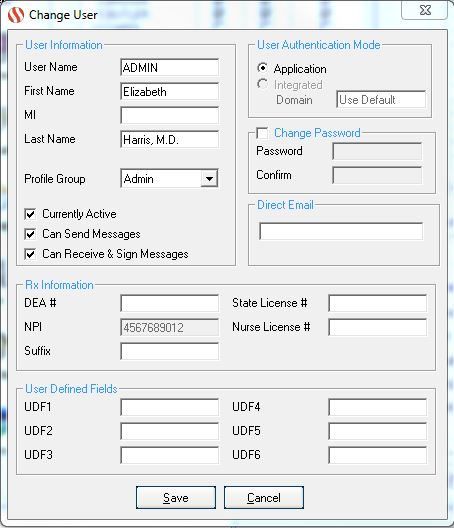 Change User
User Information
User Name ADMIN
First Name Elizabeth
MI
Last Name Harris, M.D.
Profile Group Admin
Currently Active
Can Send Messages
Can Receive & Sign Messages
User Authentication Mode
Application
Integrated
Domain Use Default
Change Password
Password
Confirm
Direct Email
Rx Information
DEA # State License #
NPI 4567689012 Nurse License #
Suffix
User Defined Fields
UDF1 UDF4
UDF2 UDF5
UDF3 UDF6
Save Cancel